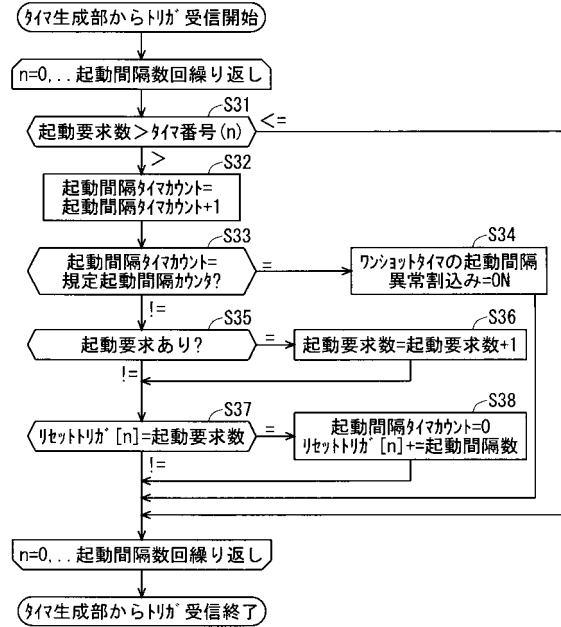 ﾀｲﾏ生成部からﾄﾘｶﾞ受信開始
n=0,..起動間隔数回繰り返し
S31
起動要求数＞ﾀｲﾏ番号(n)
<=
>
S32
起動間隔ﾀｲﾏｶｳﾝﾄ=
起動間隔ﾀｲﾏｶｳﾝﾄ+1
S33
起動間隔ﾀｲﾏｶｳﾝﾄ=
規定起動間隔ｶｳﾝﾀ?
=
!=
S34
ﾜﾝｼｮｯﾄﾀｲﾏの起動間隔
異常割込み=ON
S35
起動要求あり?
=
!=
S36
起動要求数=起動要求数+1
S37
ﾘｾｯﾄﾄﾘｶﾞ[n]=起動要求数
=
!=
S38
起動間隔ﾀｲﾏｶｳﾝﾄ=0
ﾘｾｯﾄﾄﾘｶﾞ[n]+=起動間隔数
n=0,..起動間隔数回繰り返し
ﾀｲﾏ生成部からﾄﾘｶﾞ受信終了